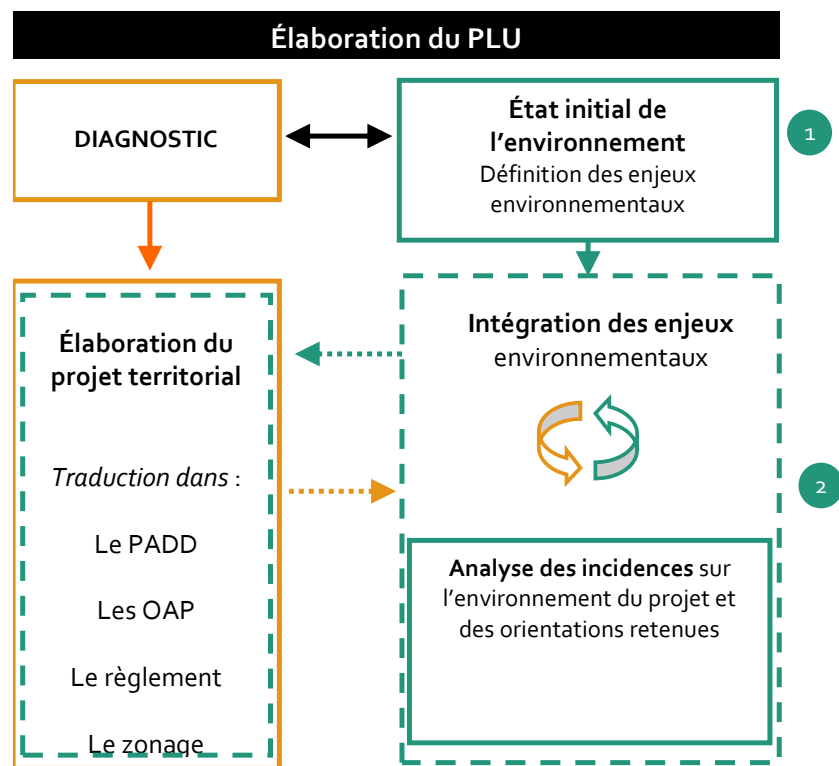 Élaboration du PLU
DIAGNOSTIC
État initial de
l'environnement
Définition des enjeux
environnementaux
1
Élaboration du
projet territorial
Traduction dans :
Le PADD
Les OAP
Le règlement
Le zonage
Intégration des enjeux
environnementaux
2
Analyse des incidences sur
l'environnement du projet et
des orientations retenues